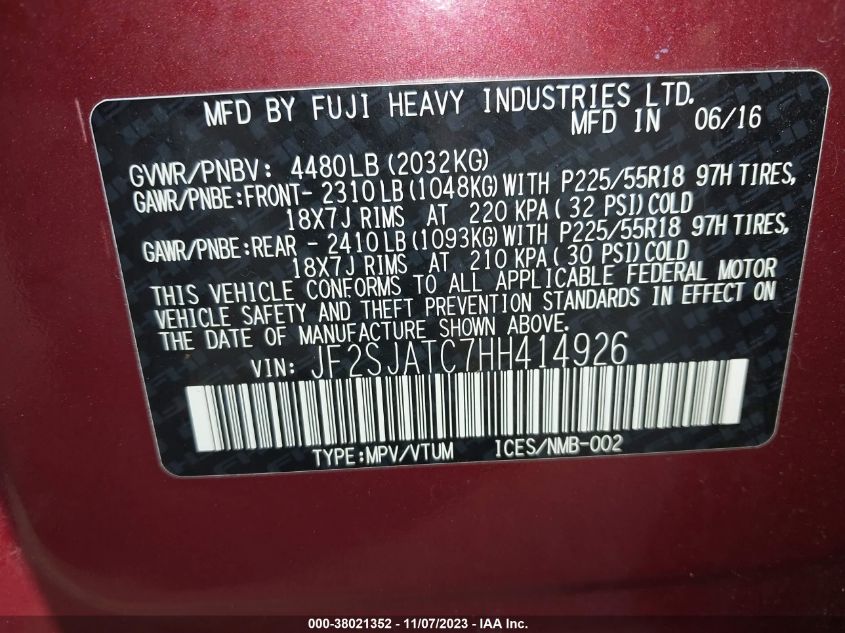 MFD BY FUJI HEAVY INDUSTRIES LTD.
MFD IN 06/16
GVWR/PNBV: 4480LB (2032KG)
GAWR/PNBE:FRONT- 2310LB (1048KG) WITH P225/55R18 97H TIRES,
18X7J RIMS AT 220 KPA (32 PSI) COLD
GAWR/PNBE:REAR - 2410LB (1093KG) WITH P225/55R18 97H TIRES,
18X7J RIMS AT 210 KPA (30 PSI) COLD
THIS VEHICLE CONFORMS TO ALL APPLICABLE FEDERAL MOTOR
VEHICLE SAFETY AND THEFT PREVENTION STANDARDS IN EFFECT ON
THE DATE OF MANUFACTURE SHOWN ABOVE.
VIN: JF2SJATC7HH414926
TYPE:MPV/VTUM ICES/NMB-002
000-38021352 - 11/07/2023 - IAA Inc.